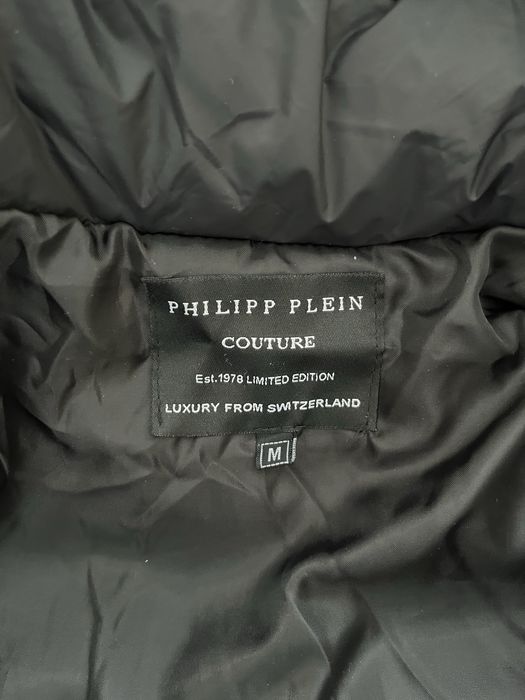 PHILIPP PLEIN
COUTURE
Est.1978 LIMITED EDITION
LUXURY FROM SWITZERLAND
M